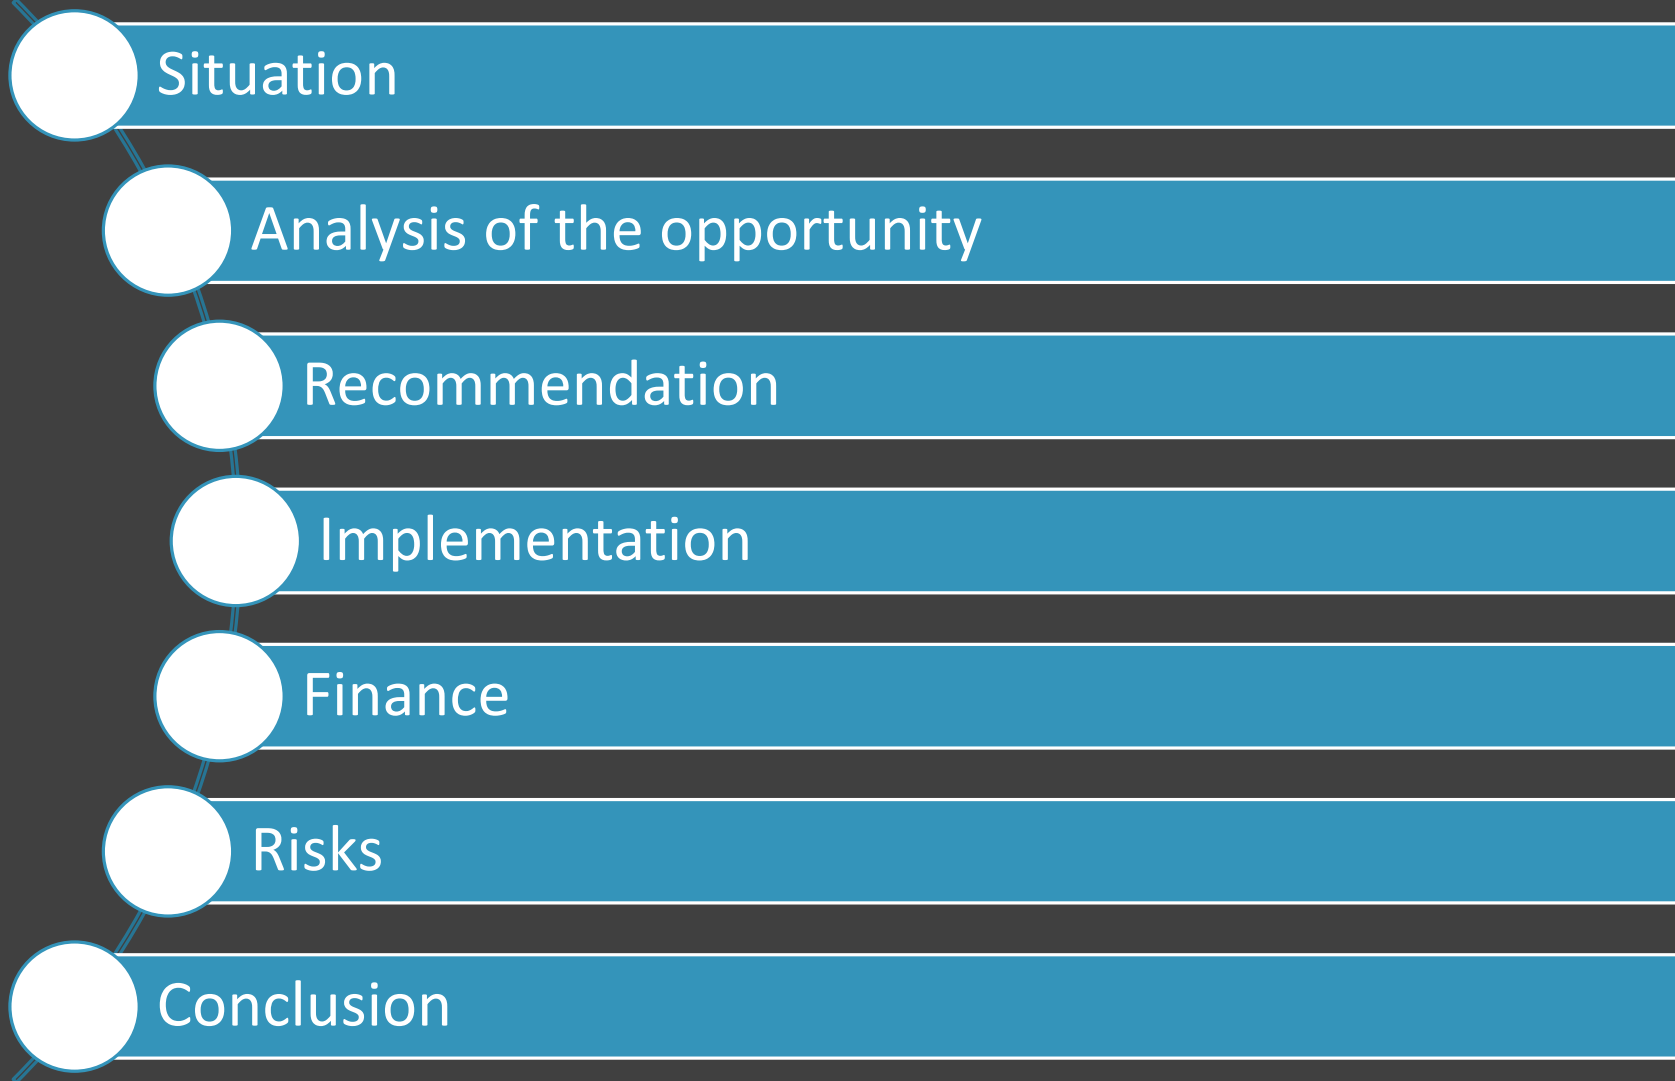 Situation
Analysis of the opportunity
Recommendation
Implementation
Finance
Risks
Conclusion